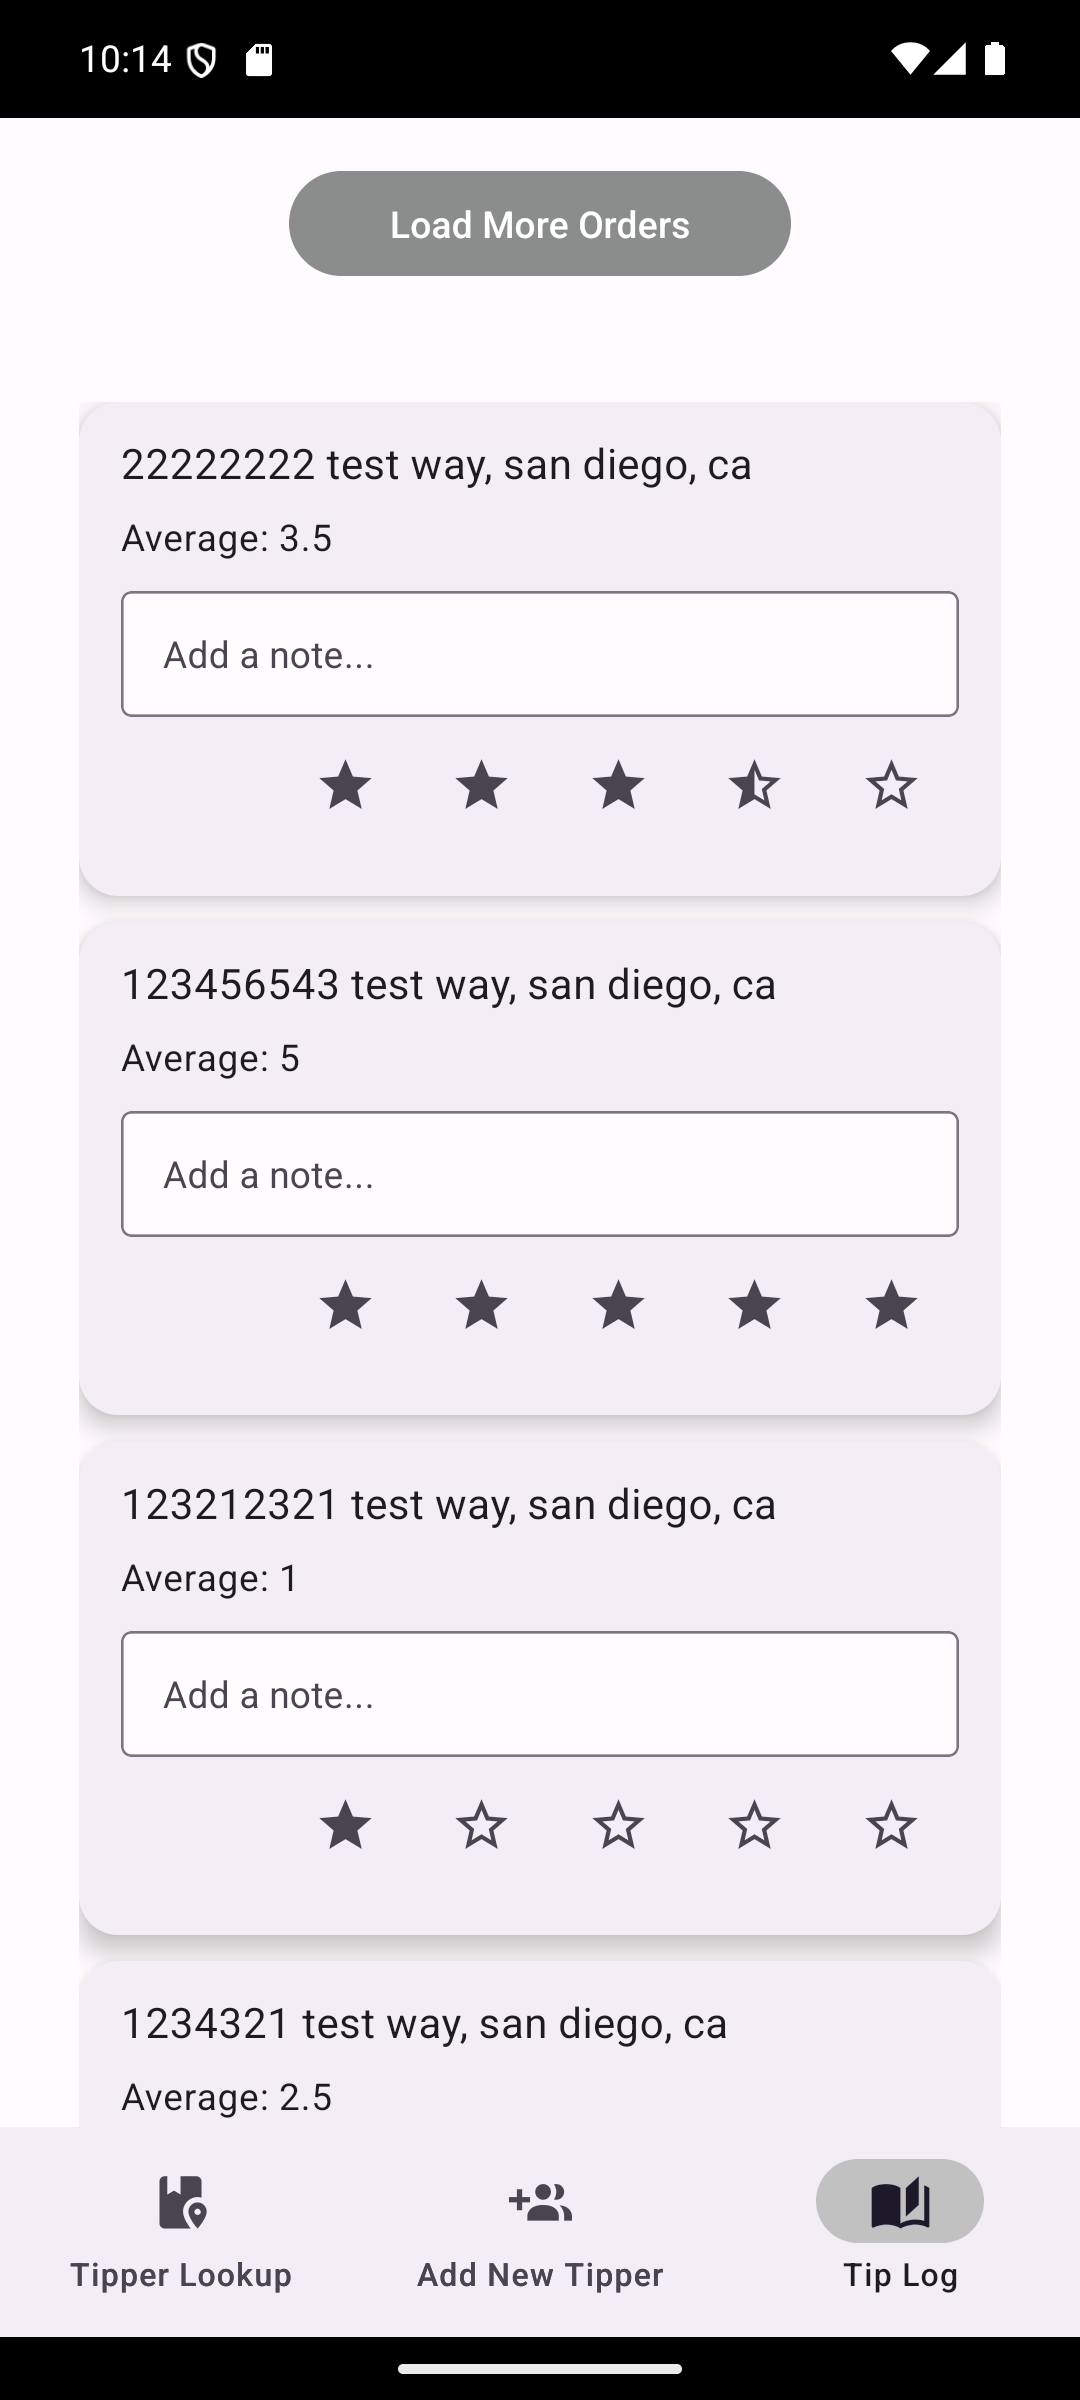 10:14
Load More Orders
22222222 test way, san diego, ca
Average: 3.5
Add a note...
123456543 test way, san diego, ca
Average: 5
Add a note...
123212321 test way, san diego, ca
Average: 1
Add a note...
1234321 test way, san diego, ca
Average: 2.5
Tipper Lookup
Add New Tipper
Tip Log